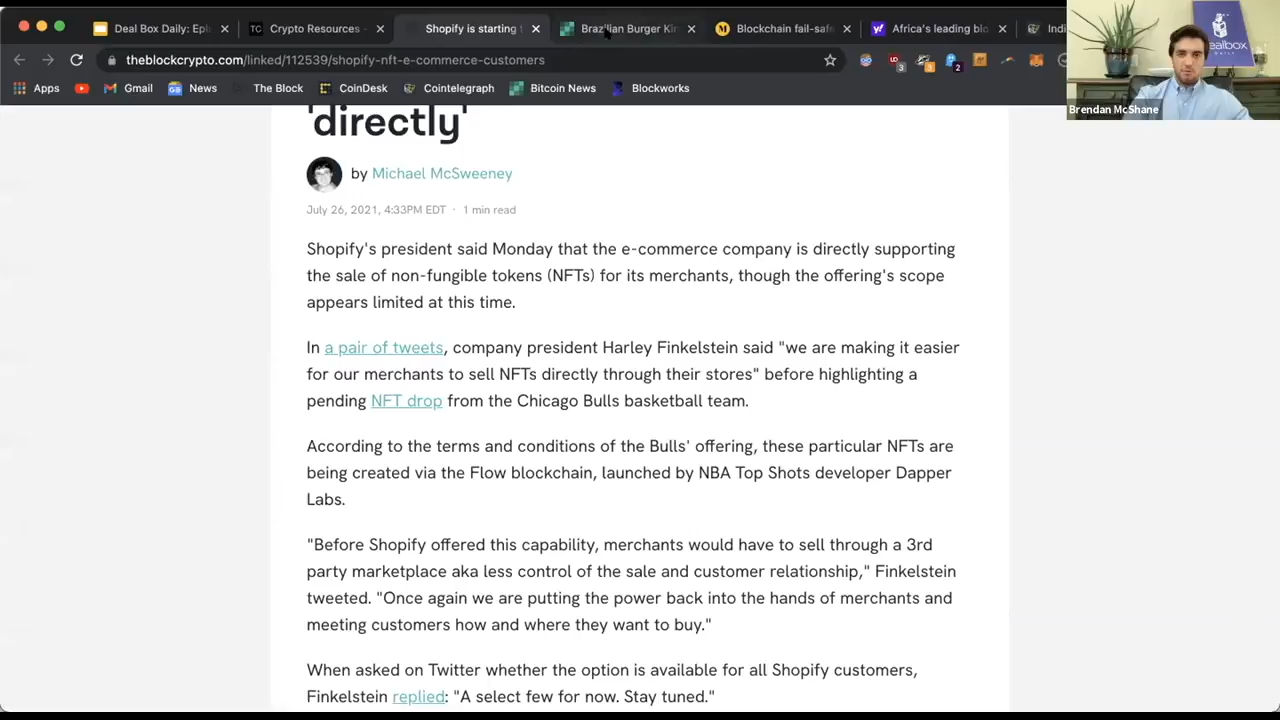 Deal Box Daily: Ep
Crypto Resources
Shopify is starting
Brazilian Burger Kin
Blockchain fail-safe
Africa's leading blo
Indi
ealbox
theblockcrypto.com/linked/112539/shopify-nft-e-commerce-customers
3
2
Apps
Gmail
News
The Block
CoinDesk
Cointelegraph
Bitcoin News
Blockworks
Brendan McShane
'directly'
by Michael McSweeney
July 26, 2021, 4:33PM EDT · 1 min read
Shopify's president said Monday that the e-commerce company is directly supporting
the sale of non-fungible tokens (NFTs) for its merchants, though the offering's scope
appears limited at this time.
In a pair of tweets, company president Harley Finkelstein said "we are making it easier
for our merchants to sell NFTs directly through their stores" before highlighting a
pending NFT drop from the Chicago Bulls basketball team.
According to the terms and conditions of the Bulls' offering, these particular NFTs are
being created via the Flow blockchain, launched by NBA Top Shots developer Dapper
Labs.
"Before Shopify offered this capability, merchants would have to sell through a 3rd
party marketplace aka less control of the sale and customer relationship," Finkelstein
tweeted. "Once again we are putting the power back into the hands of merchants and
meeting customers how and where they want to buy."
When asked on Twitter whether the option is available for all Shopify customers,
Finkelstein replied: "A select few for now. Stay tuned."